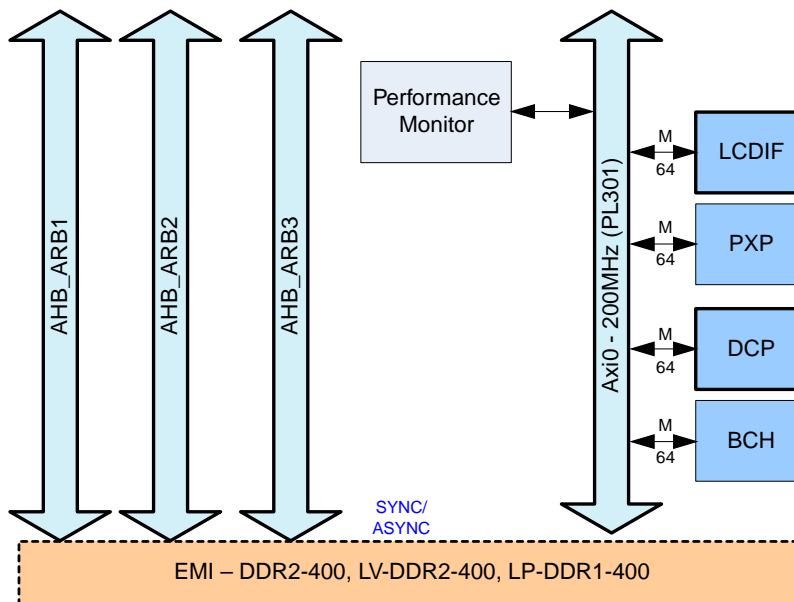 AHB_ARB1
AHB_ARB2
AHB_ARB3
Performance
Monitor
Axi0 - 200MHz (PL301)
M
64
LCDIF
M
64
PXP
M
64
DCP
M
64
BCH
SYNC/
ASYNC
EMI – DDR2-400, LV-DDR2-400, LP-DDR1-400